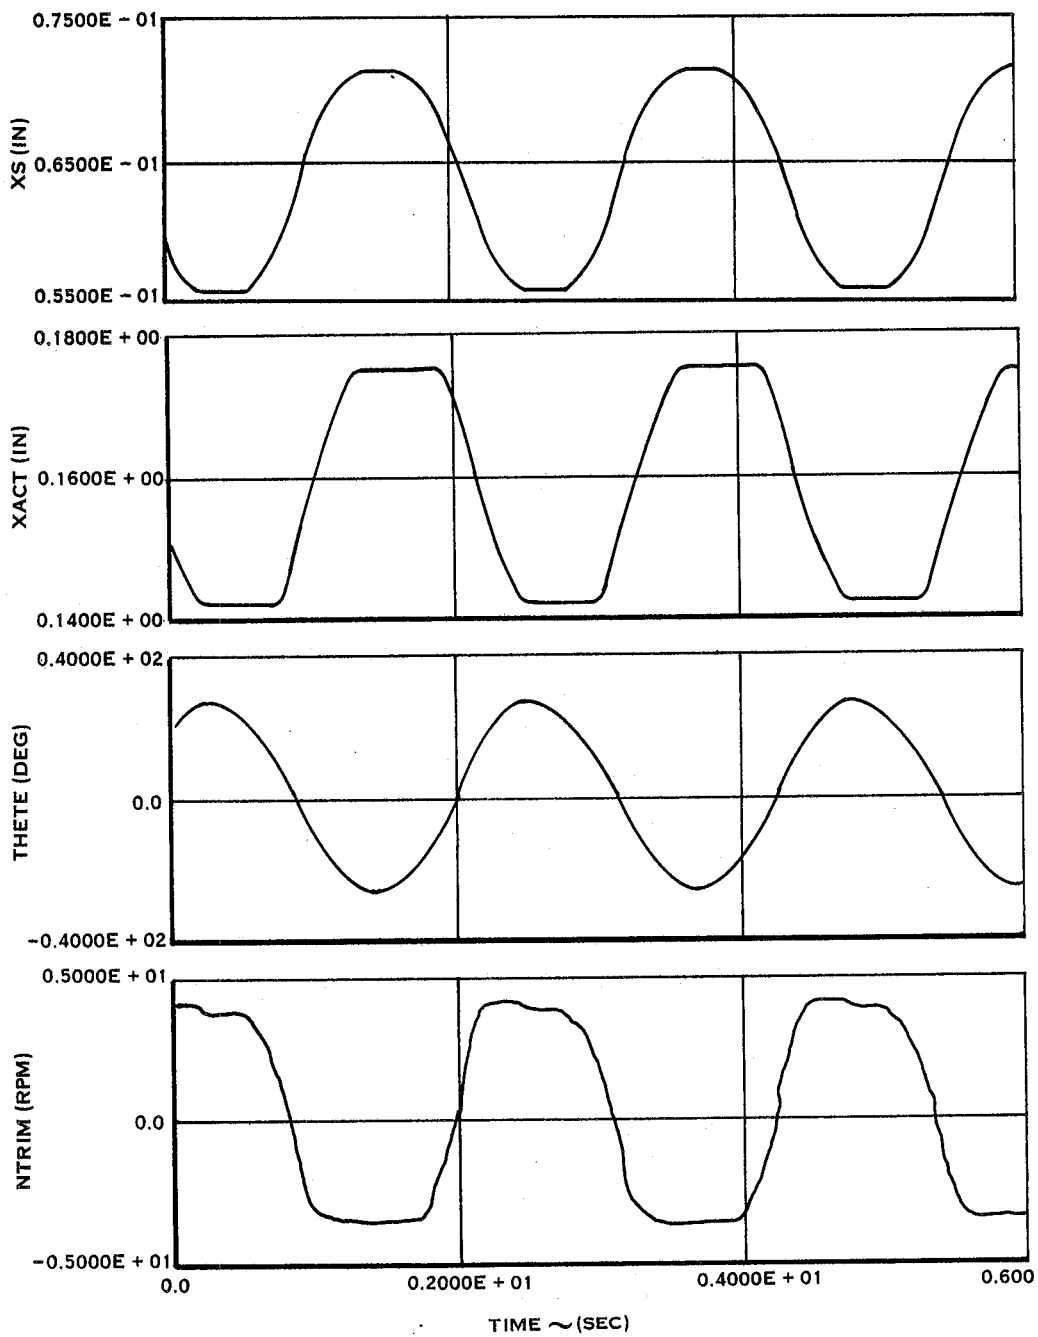 0.7500E - 01
XS (IN)
0.6500E - 01
0.5500E - 01
0.1800E + 00
XACT (IN)
0.1600E + 00
0.1400E + 00
0.4000E + 02
THETE (DEG)
0.0
-0.4000E + 02
0.5000E + 01
NTRIM (RPM)
0.0
-0.5000E + 01
0.0 0.2000E + 01 0.4000E + 01 0.600
TIME ~ (SEC)